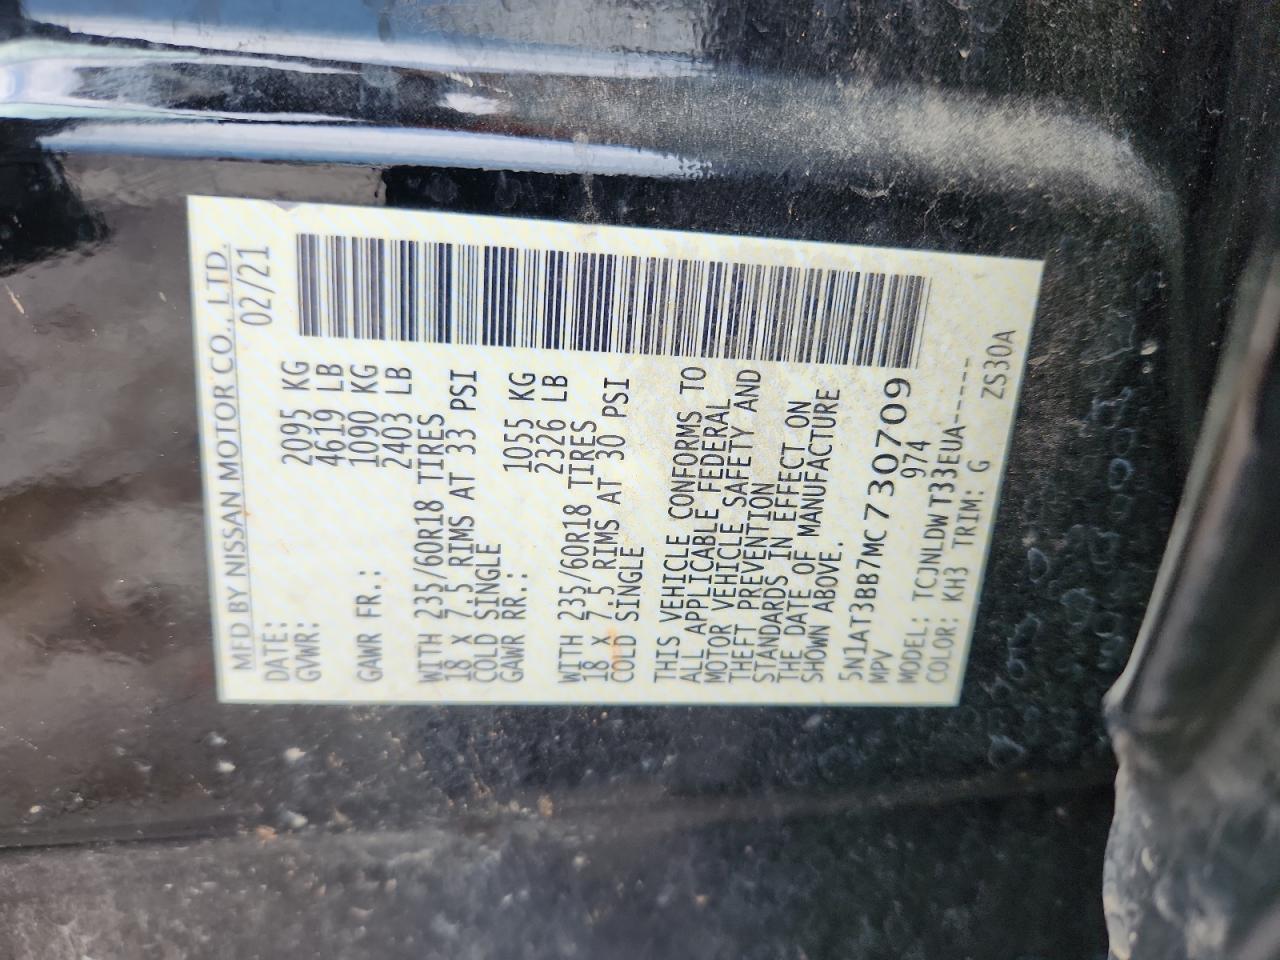 MFD BY NISSAN MOTOR CO., LTD.
DATE: 02/21
GVWR: 2095 KG
4619 LB
GAWR FR.: 1090 KG
2403 LB
WITH 235/60R18 TIRES
18 X 7.5 RIMS AT 33 PSI
COLD SINGLE
GAWR RR.: 1055 KG
2326 LB
WITH 235/60R18 TIRES
18 X 7.5 RIMS AT 30 PSI
COLD SINGLE
THIS VEHICLE CONFORMS TO
ALL APPLICABLE FEDERAL
MOTOR VEHICLE SAFETY AND
THEFT PREVENTION
STANDARDS IN EFFECT ON
THE DATE OF MANUFACTURE
SHOWN ABOVE.
5N1AT3BB7MC730709
MPV 974
MODEL: TCJNLDWT33EUA-----
COLOR: KH3 TRIM: G ZS30A